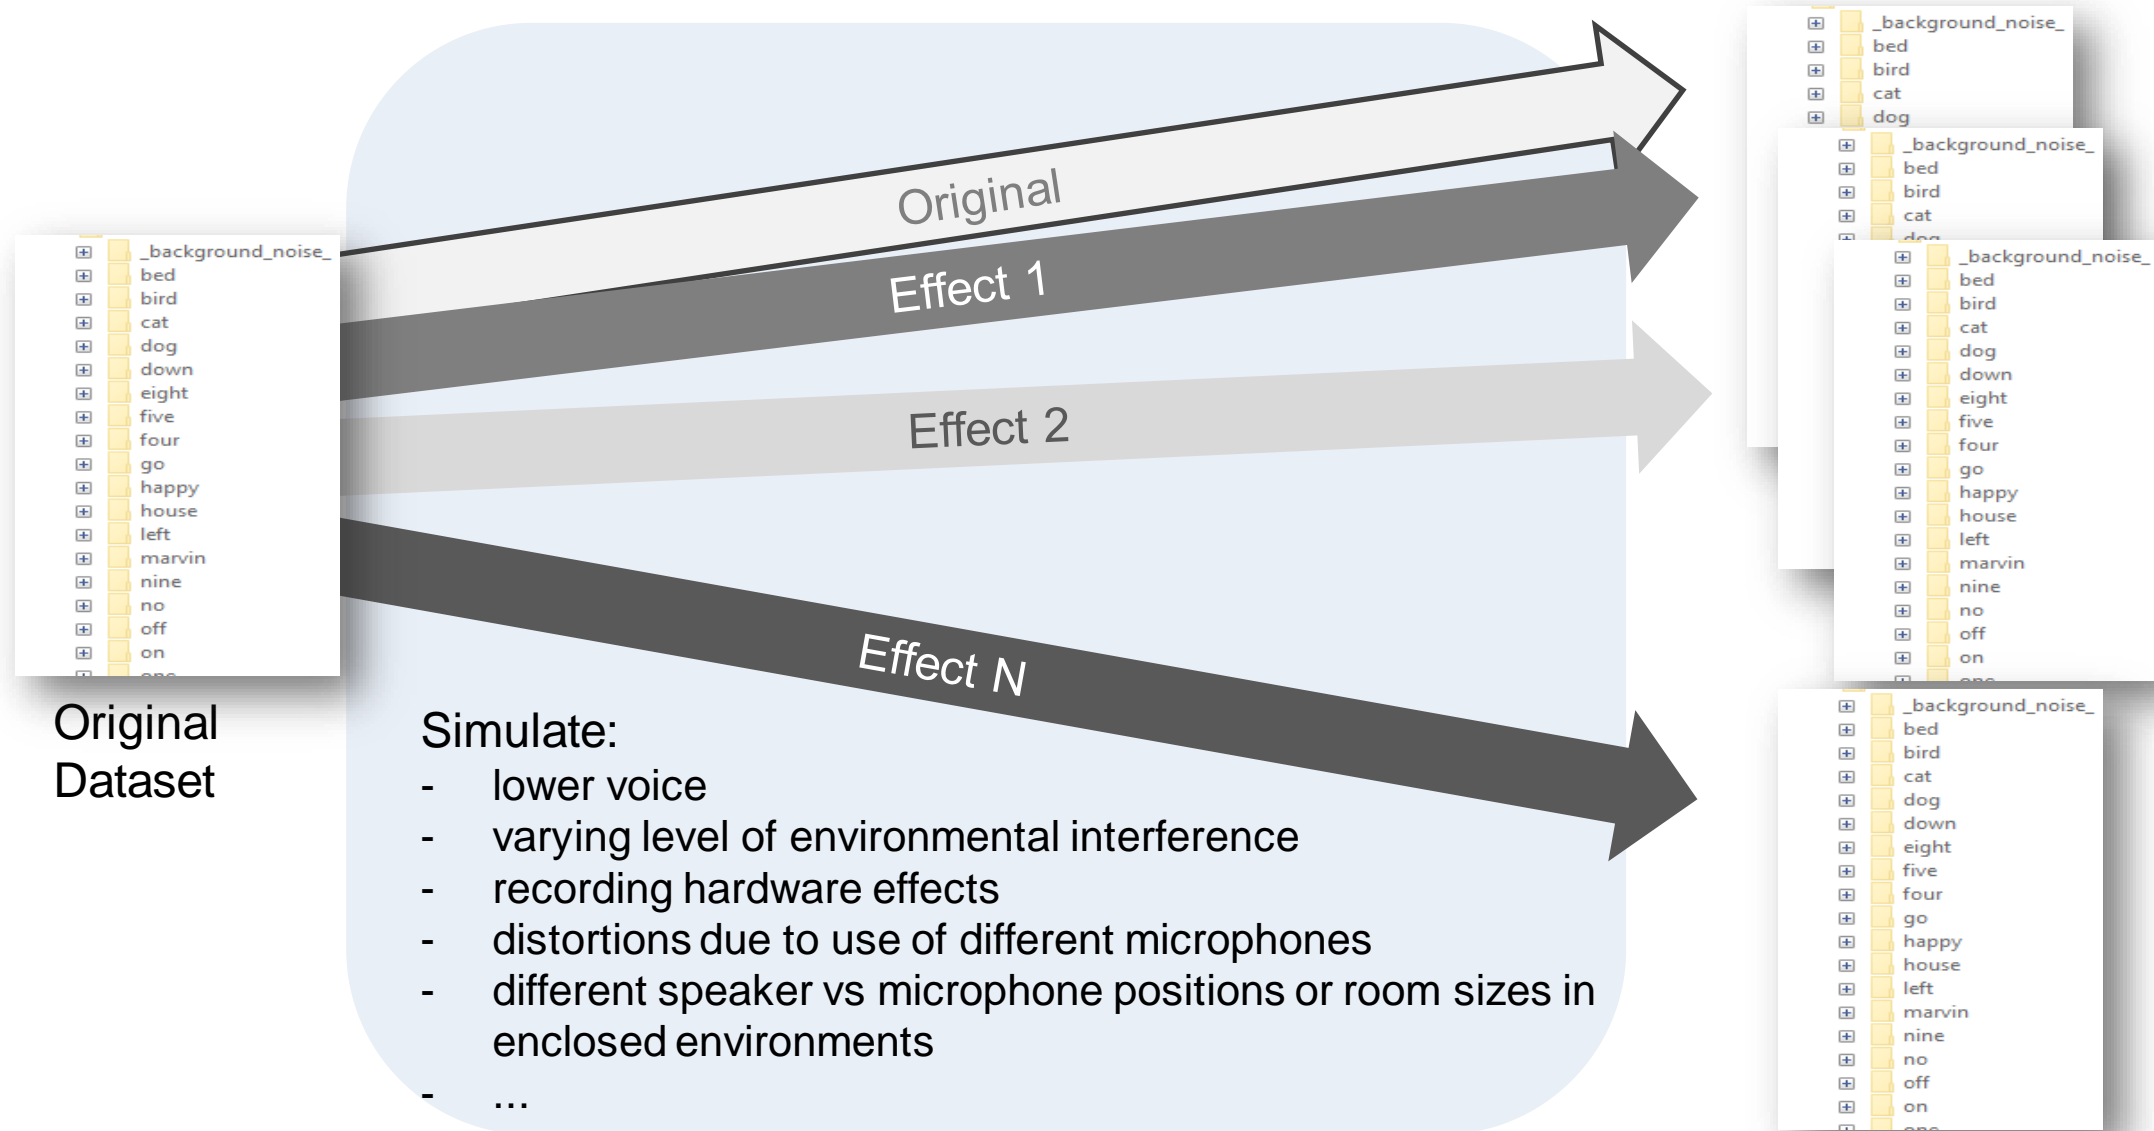 _background_noise_
bed
bird
cat
dog
down
eight
five
four
go
happy
house
left
marvin
nine
no
off
on
one
Original
Dataset
Original
Effect 1
Effect 2
Effect N
Simulate:
- lower voice
- varying level of environmental interference
- recording hardware effects
- distortions due to use of different microphones
- different speaker vs microphone positions or room sizes in
enclosed environments
- ...
_background_noise_
bed
bird
cat
dog
_background_noise_
bed
bird
cat
dog
_background_noise_
bed
bird
cat
dog
down
eight
five
four
go
happy
house
left
marvin
nine
no
off
on
one
_background_noise_
bed
bird
cat
dog
down
eight
five
four
go
happy
house
left
marvin
nine
no
off
on
one